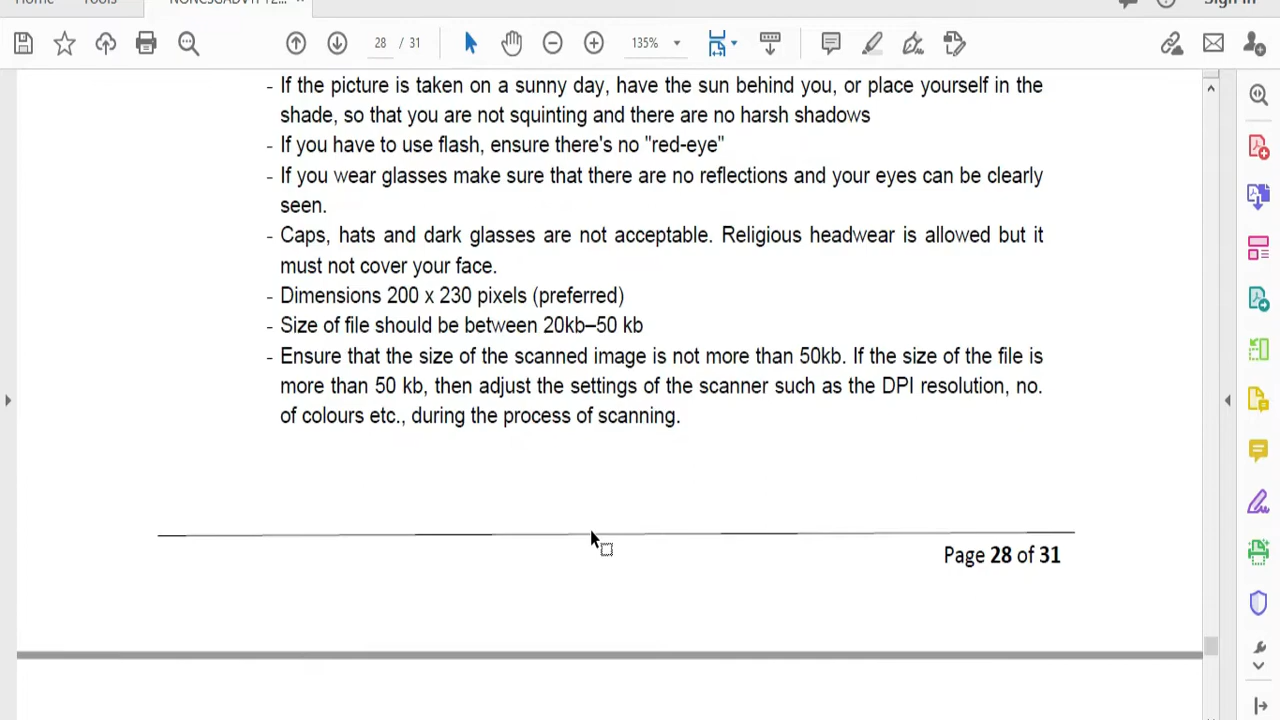 28 / 31
135%
- If the picture is taken on a sunny day, have the sun behind you, or place yourself in the
shade, so that you are not squinting and there are no harsh shadows
- If you have to use flash, ensure there's no "red-eye"
- If you wear glasses make sure that there are no reflections and your eyes can be clearly
seen.
- Caps, hats and dark glasses are not acceptable. Religious headwear is allowed but it
must not cover your face.
- Dimensions 200 x 230 pixels (preferred)
- Size of file should be between 20kb–50 kb
- Ensure that the size of the scanned image is not more than 50kb. If the size of the file is
more than 50 kb, then adjust the settings of the scanner such as the DPI resolution, no.
of colours etc., during the process of scanning.
Page 28 of 31